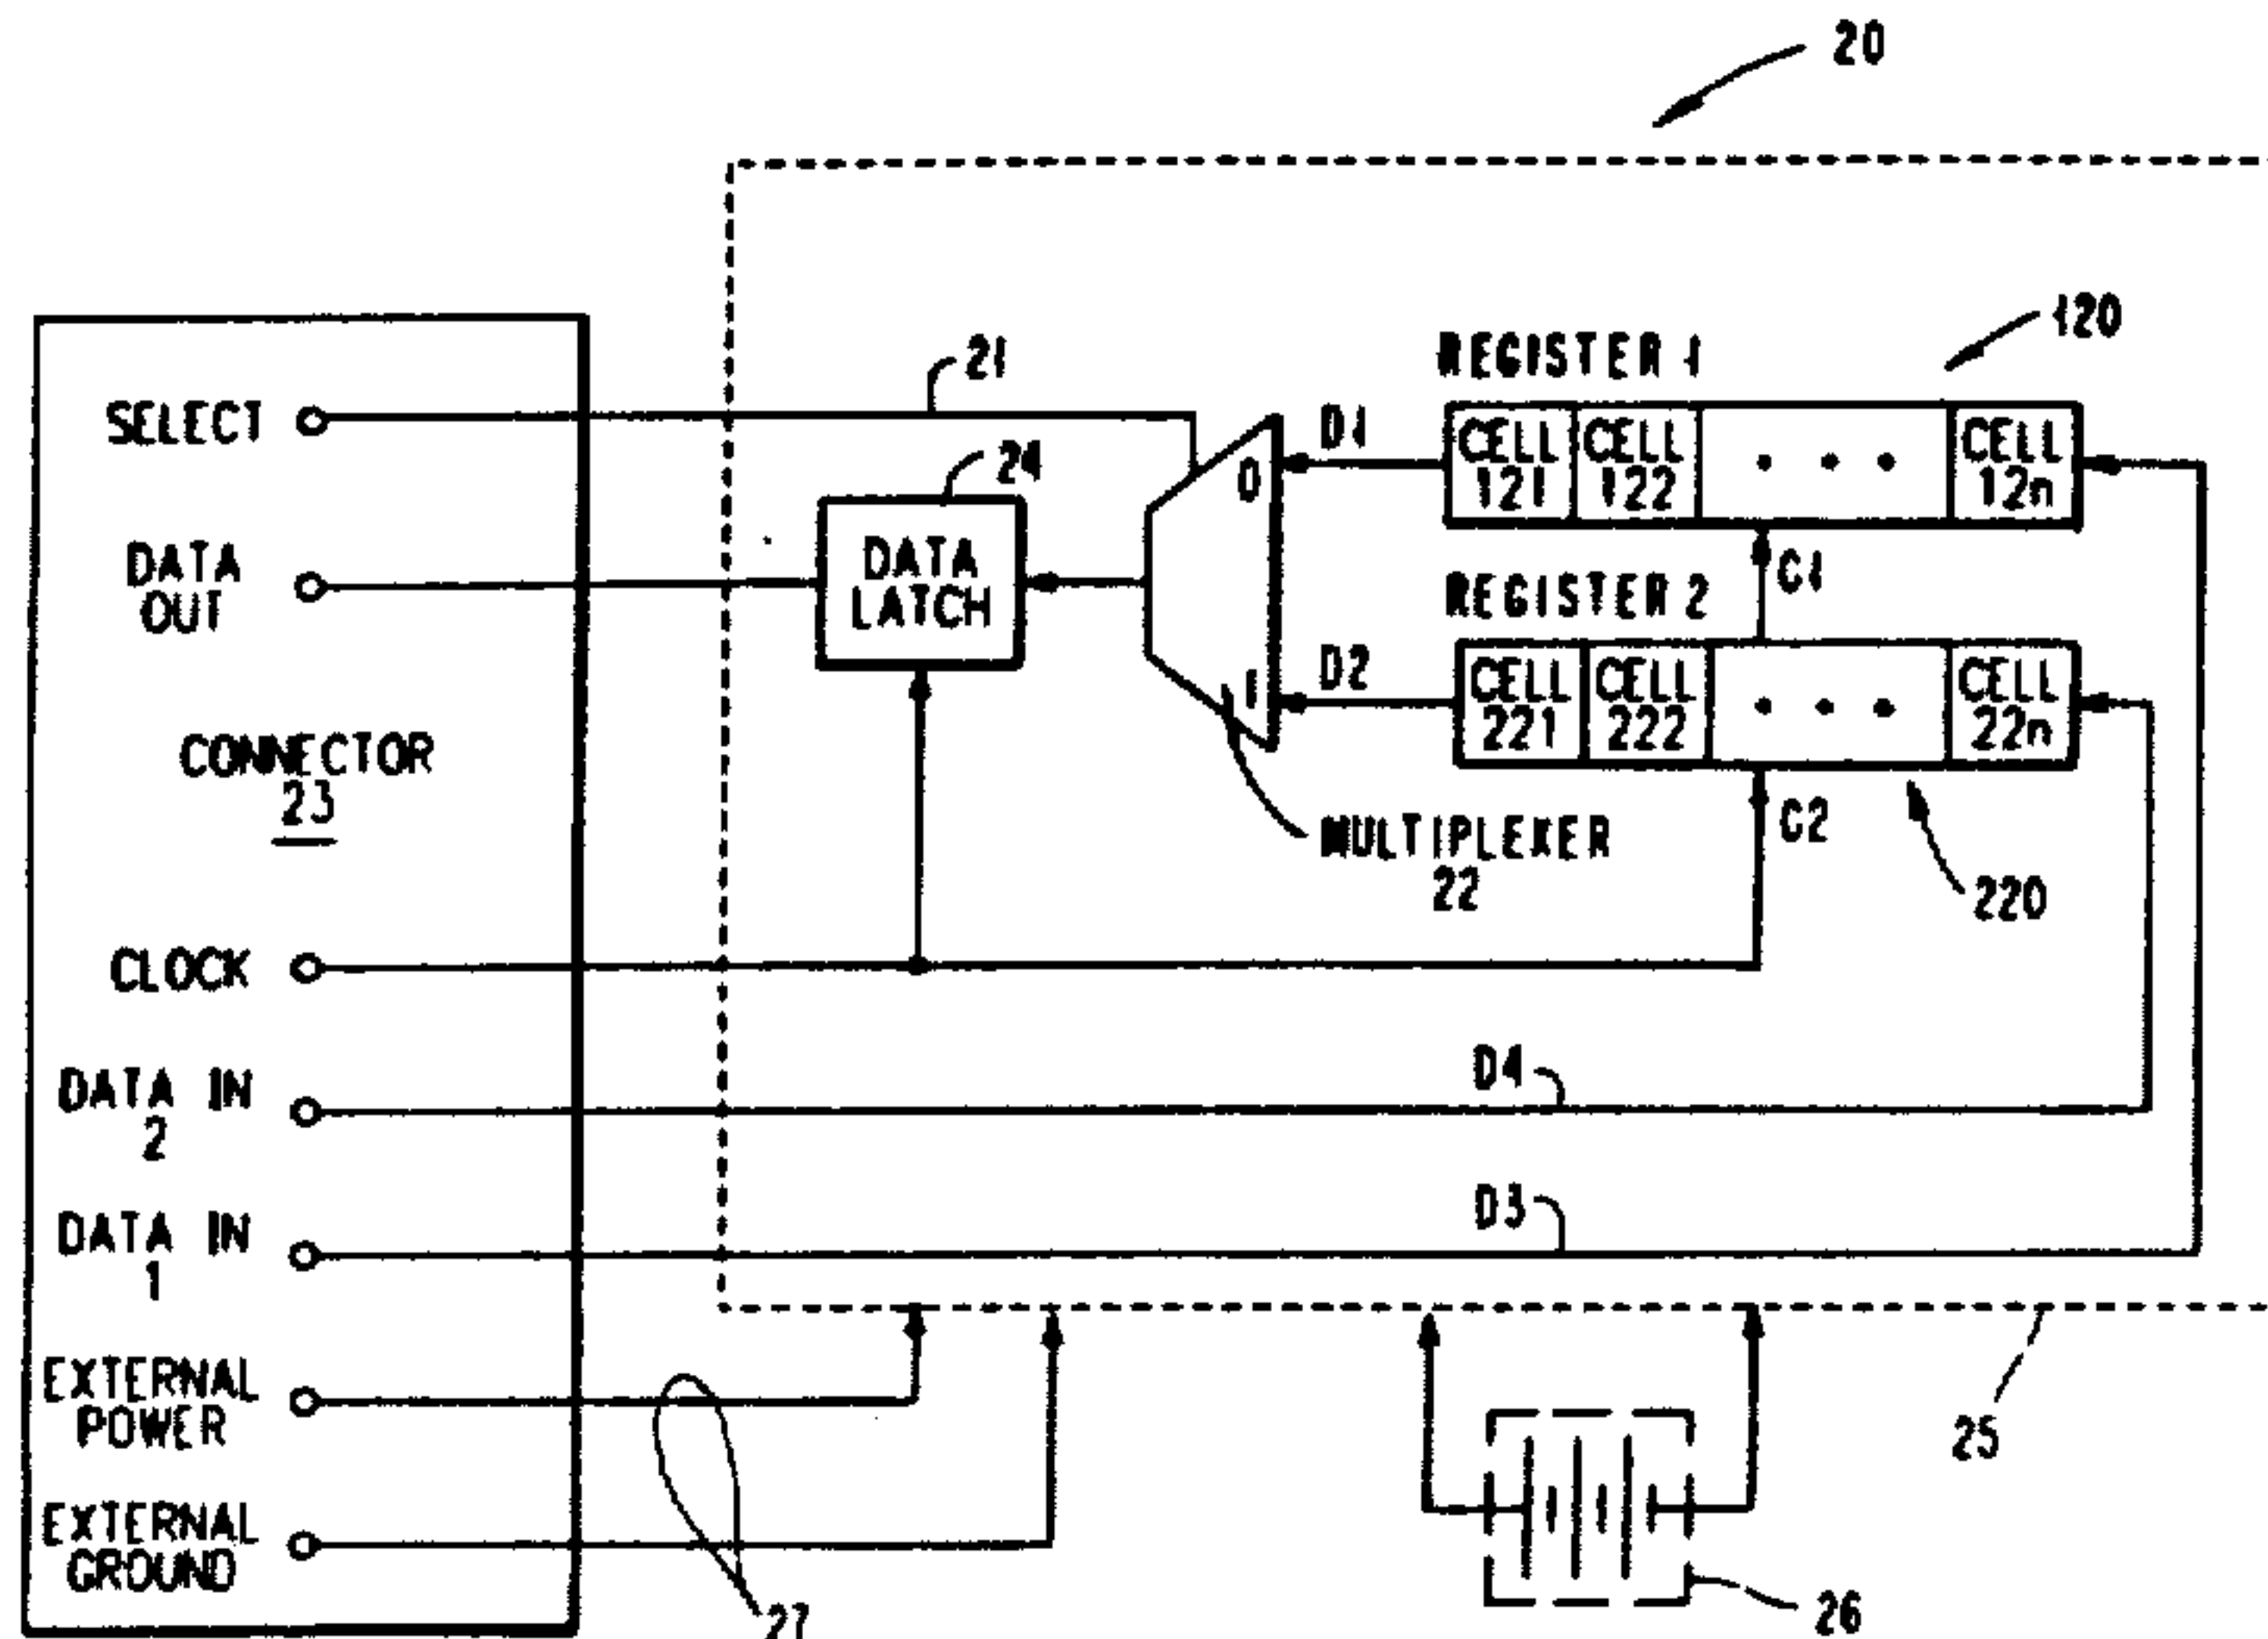 20
120
REGISTER 1
21
SELECT
D1
0
CELL 121
CELL 122
• • •
CELL 12n
24
DATA LATCH
DATA OUT
C1
REGISTER 2
D2
1
CELL 221
CELL 222
• • •
CELL 22n
CONNECTOR
23
MULTIPLEXER
22
C2
220
CLOCK
D4
DATA IN
2
D3
DATA IN
1
EXTERNAL
POWER
25
EXTERNAL
GROUND
27
26